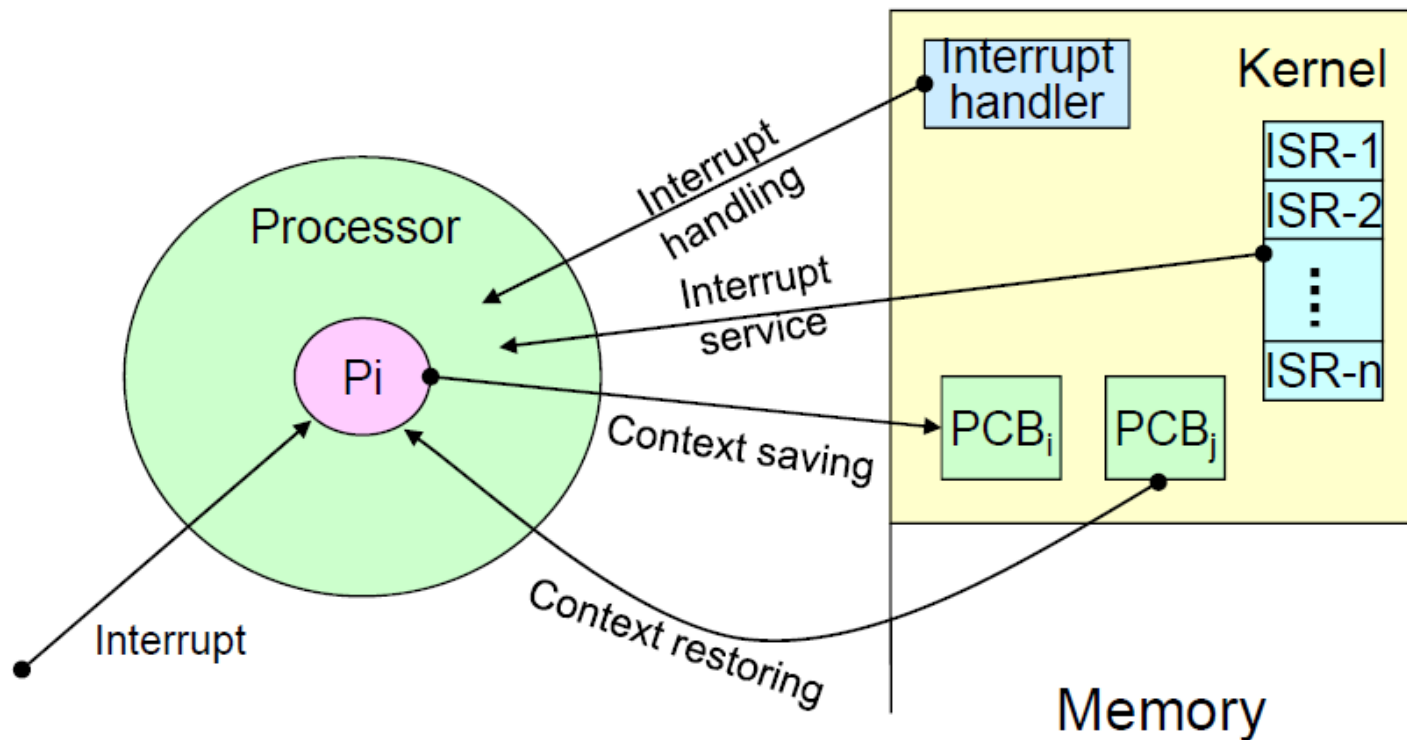 Interrupt
handler
Kernel
ISR-1
ISR-2
ISR-n
Interrupt
handling
Processor
Interrupt
service
Pi
PCBi
PCBj
Context saving
Context restoring
Interrupt
Memory